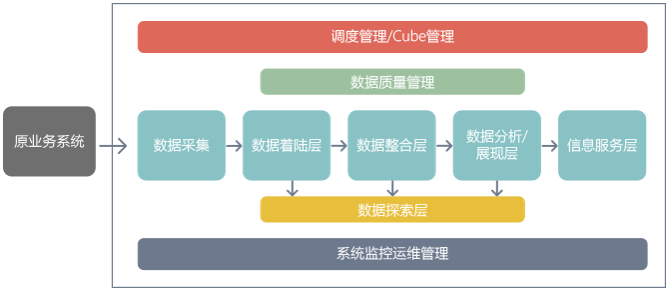 调度管理/Cube管理
数据质量管理
原业务系统
数据采集
数据着陆层
数据整合层
数据分析/
展现层
信息服务层
数据探索层
系统监控运维管理